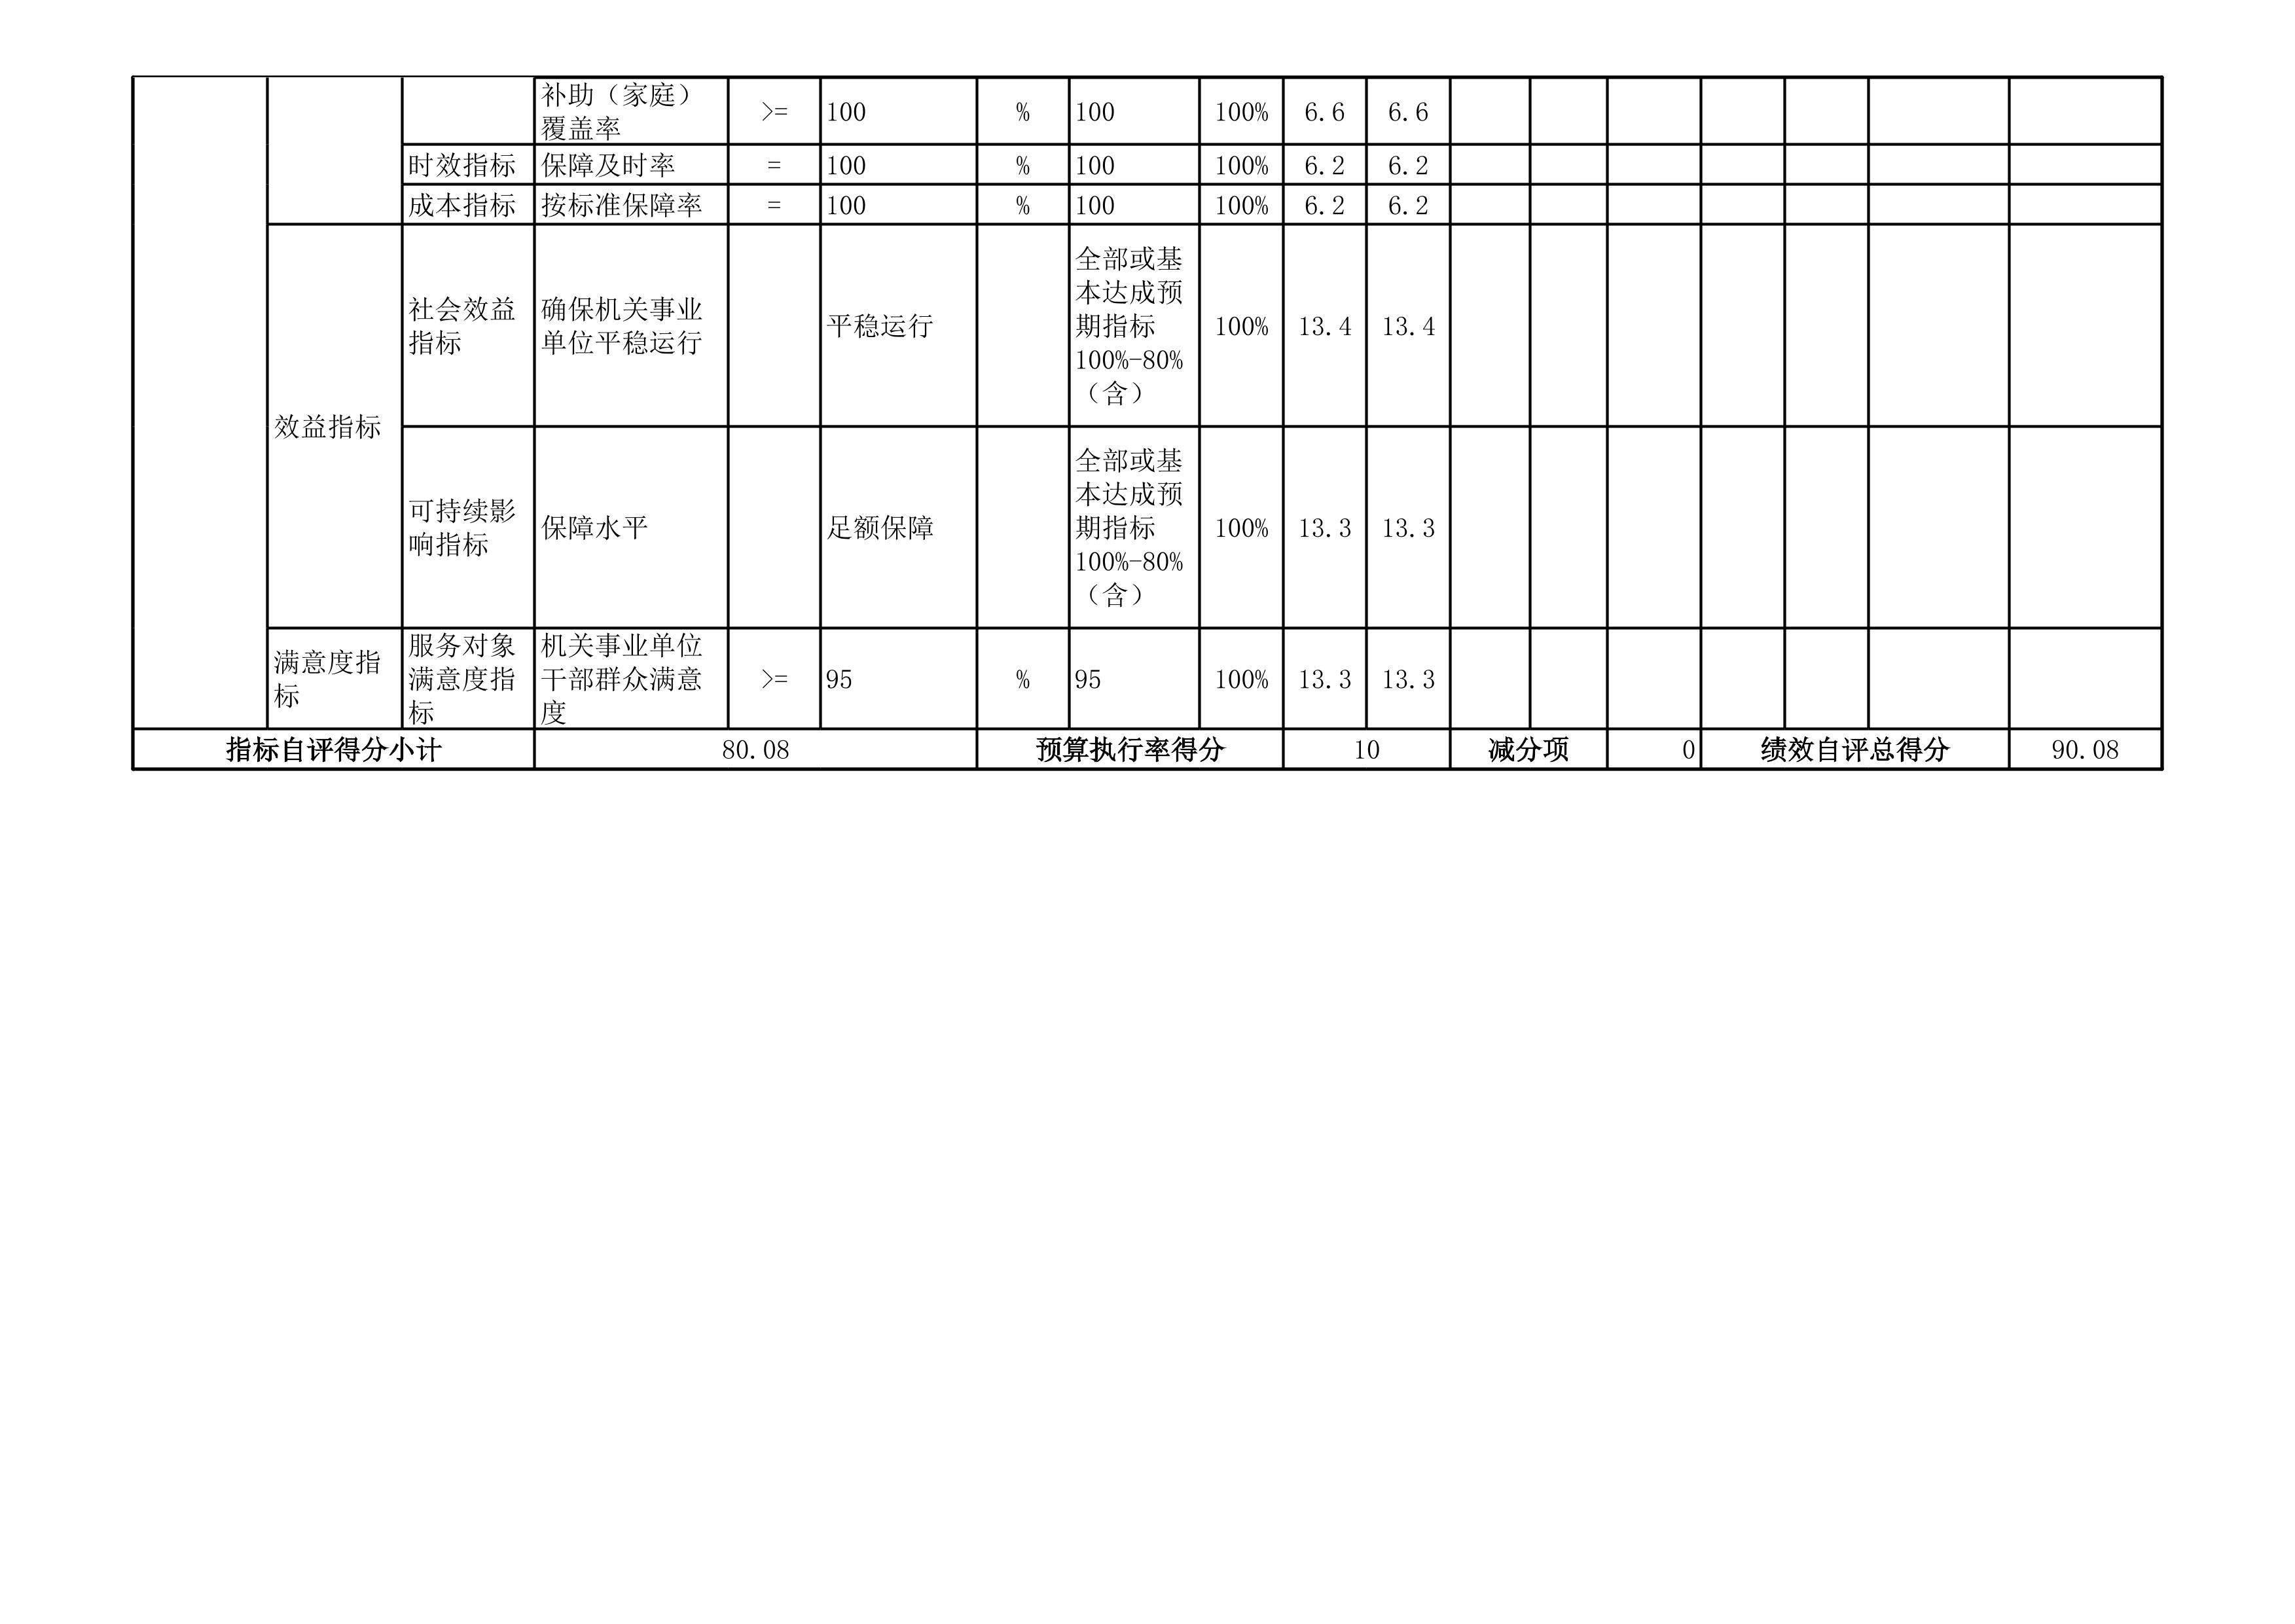 补助（家庭）
覆盖率
>=
100
%
100
100%
6.6
6.6
时效指标
保障及时率
=
100
%
100
100%
6.2
6.2
成本指标
按标准保障率
=
100
%
100
100%
6.2
6.2
效益指标
社会效益
指标
确保机关事业
单位平稳运行
平稳运行
全部或基
本达成预
期指标
100%-80%
（含）
100%
13.4
13.4
可持续影
响指标
保障水平
足额保障
全部或基
本达成预
期指标
100%-80%
（含）
100%
13.3
13.3
满意度指
标
服务对象
满意度指
标
机关事业单位
干部群众满意
度
>=
95
%
95
100%
13.3
13.3
指标自评得分小计
80.08
预算执行率得分
10
减分项
0
绩效自评总得分
90.08